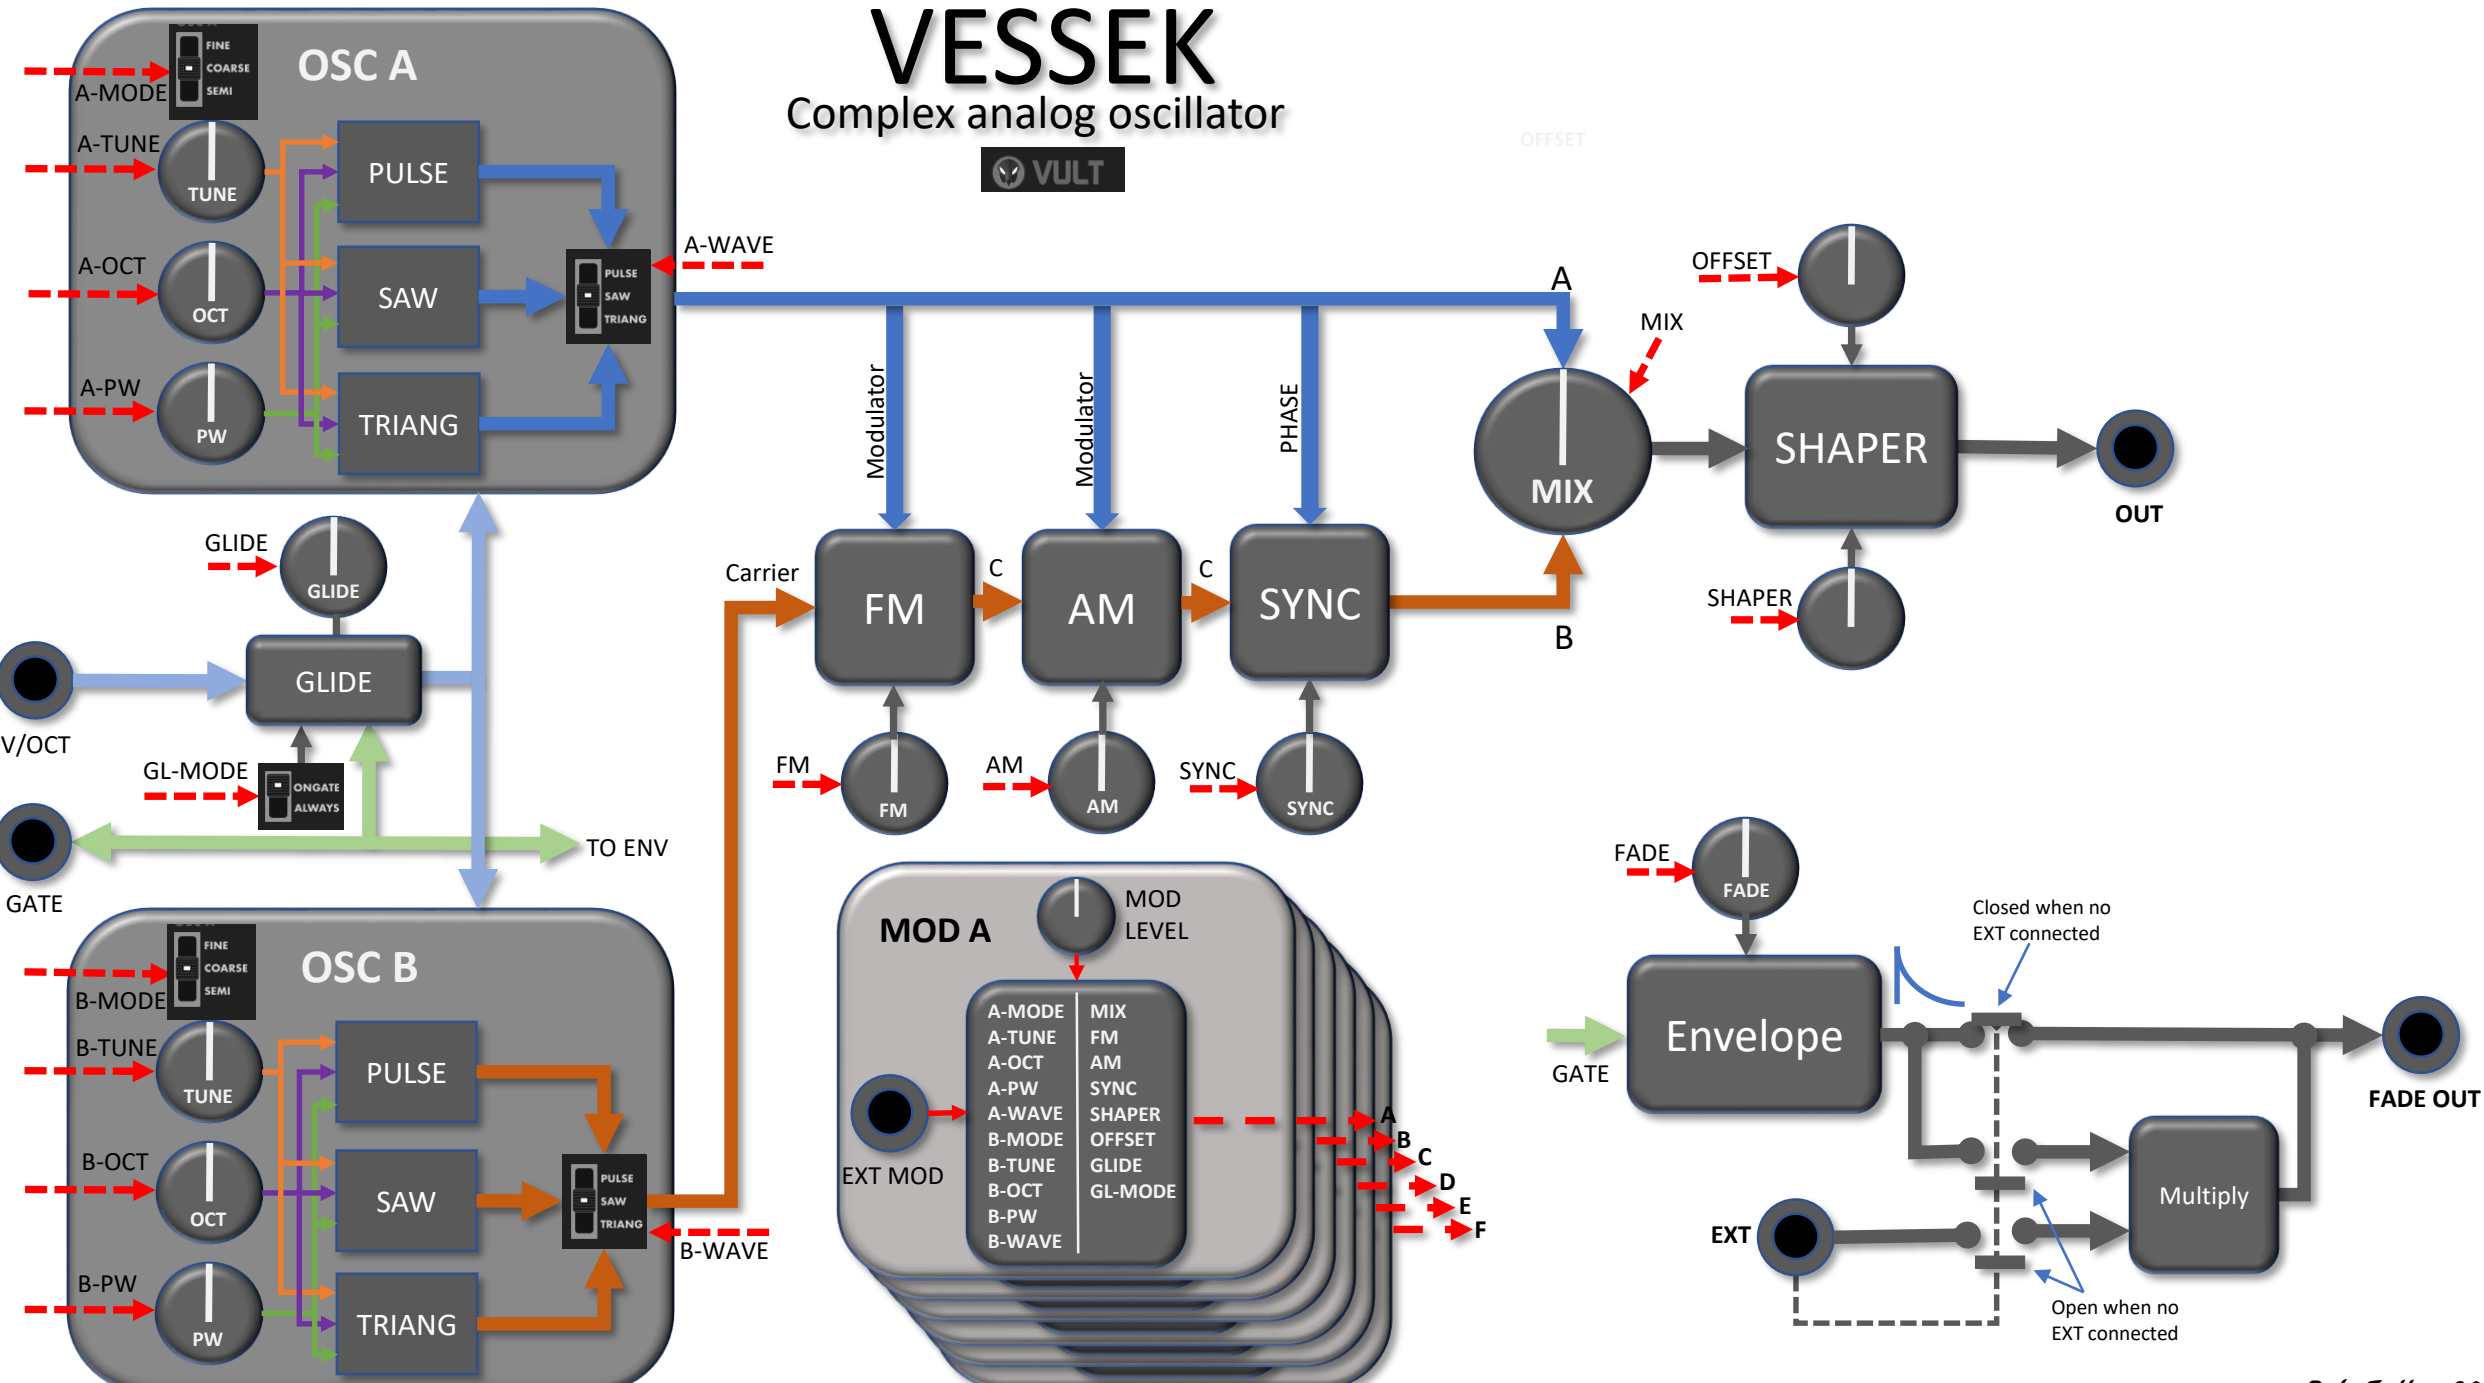 VESSEK
Complex analog oscillator
VULT
OFFSET
OSC A
FINE
COARSE
SEMI
A-MODE
A-TUNE
TUNE
A-OCT
OCT
A-PW
PW
PULSE
SAW
TRIANG
PULSE
SAW
TRIANG
A-WAVE
GLIDE
GLIDE
GLIDE
V/OCT
GL-MODE
ONGATE
ALWAYS
GATE
TO ENV
OSC B
FINE
COARSE
SEMI
B-MODE
B-TUNE
TUNE
B-OCT
OCT
B-PW
PW
PULSE
SAW
TRIANG
PULSE
SAW
TRIANG
B-WAVE
Carrier
Modulator
Modulator
PHASE
FM
C
AM
C
SYNC
FM
FM
AM
AM
SYNC
SYNC
A
MIX
MIX
B
OFFSET
SHAPER
SHAPER
OUT
MOD A
MOD
LEVEL
EXT MOD
A-MODE
A-TUNE
A-OCT
A-PW
A-WAVE
B-MODE
B-TUNE
B-OCT
B-PW
B-WAVE
MIX
FM
AM
SYNC
SHAPER
OFFSET
GLIDE
GL-MODE
A
B
C
D
E
F
FADE
FADE
Closed when no
EXT connected
Envelope
GATE
FADE OUT
Multiply
EXT
Open when no
EXT connected